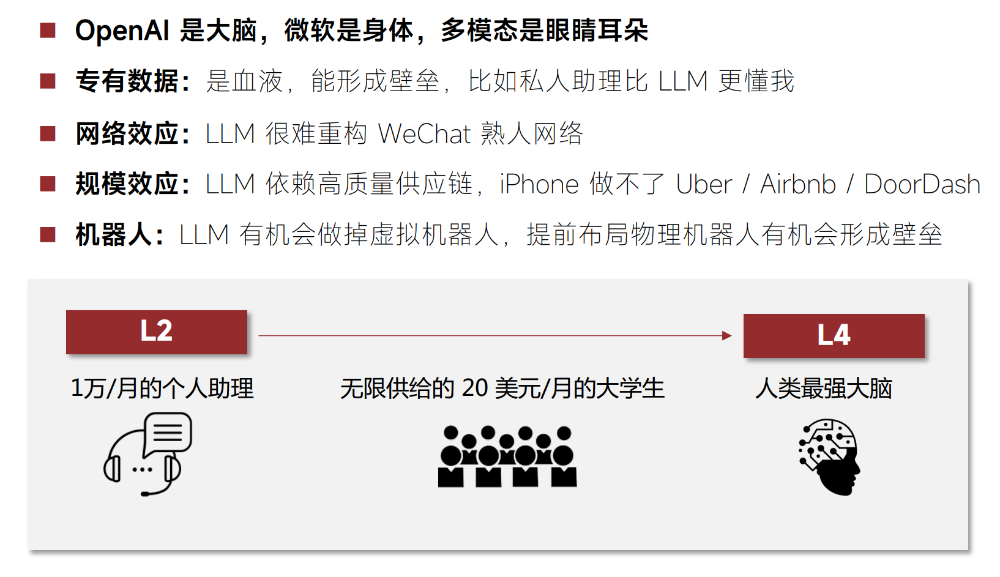 OpenAI 是大脑，微软是身体，多模态是眼睛耳朵
专有数据：是血液，能形成壁垒，比如私人助理比 LLM 更懂我
网络效应：LLM 很难重构 WeChat 熟人网络
规模效应：LLM 依赖高质量供应链，iPhone 做不了 Uber / Airbnb / DoorDash
机器人：LLM 有机会做掉虚拟机器人，提前布局物理机器人有机会形成壁垒
L2
L4
1万/月的个人助理
无限供给的 20 美元/月的大学生
人类最强大脑